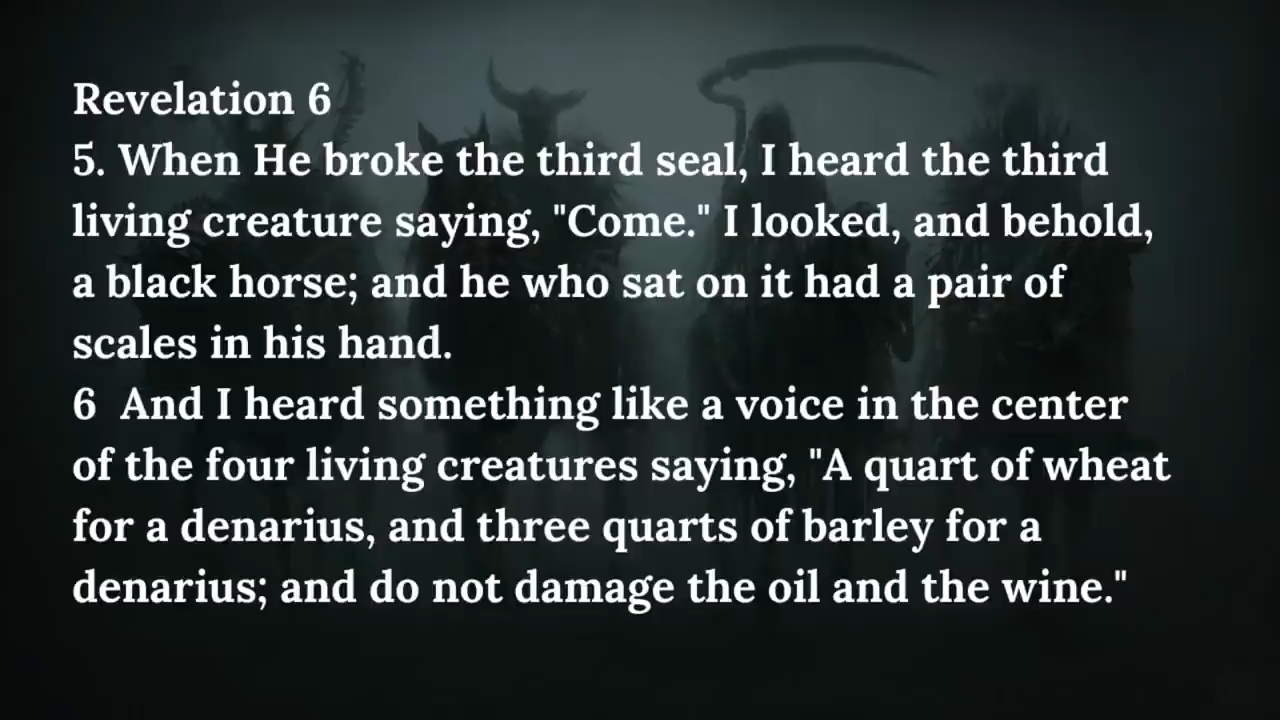 Revelation 6
5. When He broke the third seal, I heard the third
living creature saying, "Come." I looked, and behold,
a black horse; and he who sat on it had a pair of
scales in his hand.
6  And I heard something like a voice in the center
of the four living creatures saying, "A quart of wheat
for a denarius, and three quarts of barley for a
denarius; and do not damage the oil and the wine."